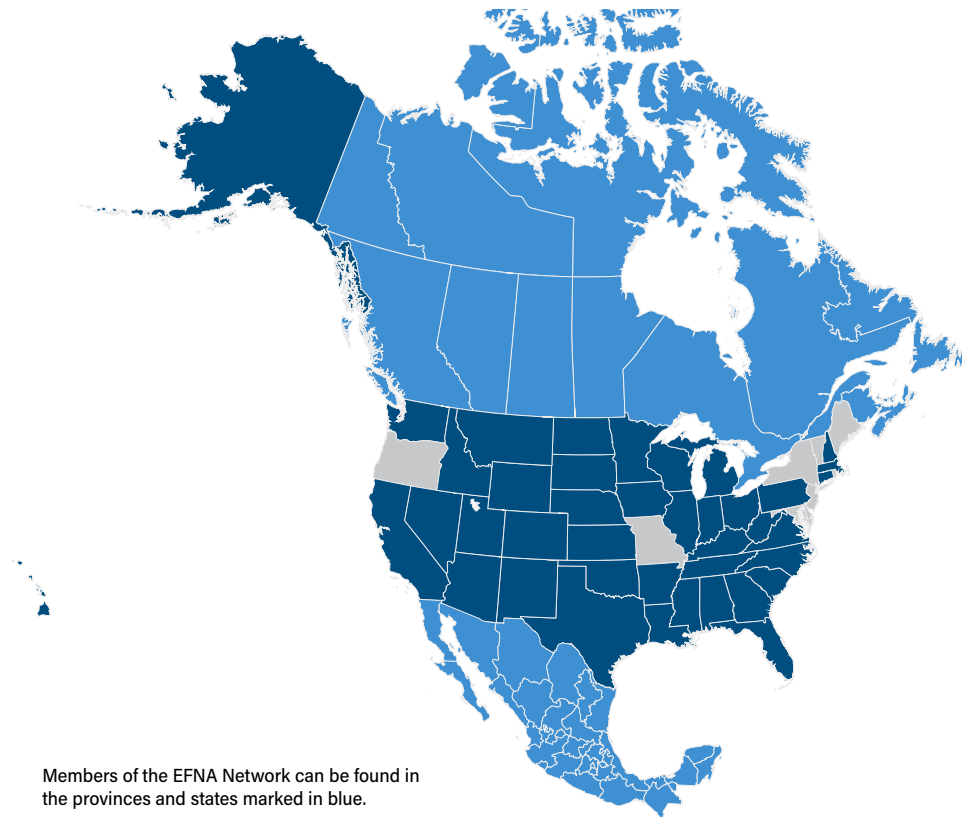 Members of the EFNA Network can be found in
the provinces and states marked in blue.